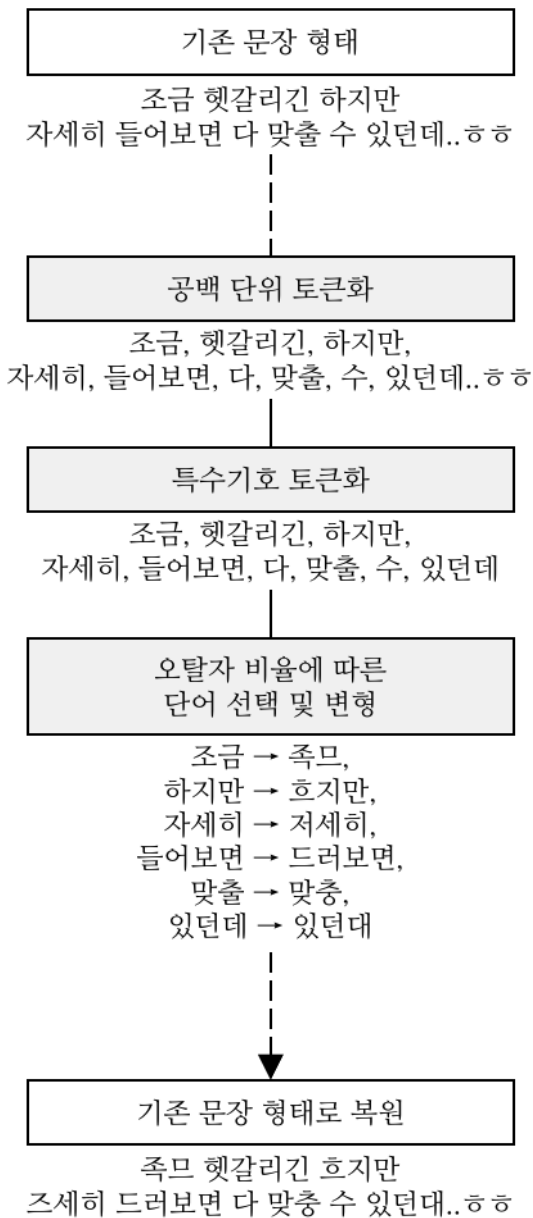 기존 문장 형태
조금 헷갈리긴 하지만
자세히 들어보면 다 맞출 수 있던데..ㅎㅎ
공백 단위 토큰화
조금, 헷갈리긴, 하지만,
자세히, 들어보면, 다, 맞출, 수, 있던데..ㅎㅎ
특수기호 토큰화
조금, 헷갈리긴, 하지만,
자세히, 들어보면, 다, 맞출, 수, 있던데
오탈자 비율에 따른
단어 선택 및 변형
조금 → 족므,
하지만 → 흐지만,
자세히 → 저세히,
들어보면 → 드러보면,
맞출 → 맞충,
있던데 → 있던대
기존 문장 형태로 복원
족므 헷갈리긴 흐지만
즈세히 드러보면 다 맞충 수 있던대..ㅎㅎ